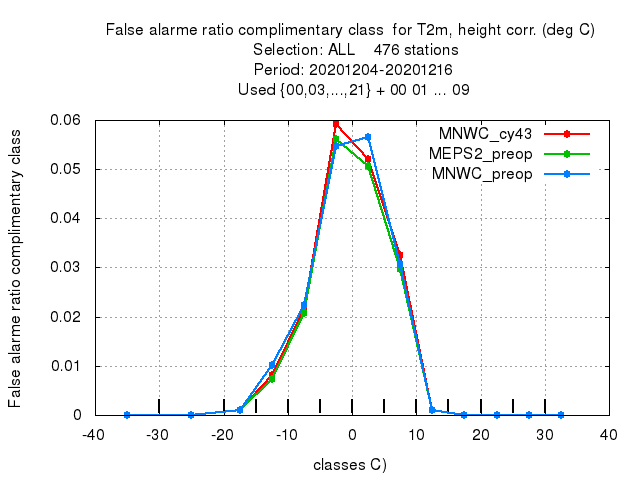 False alarme ratio complimentary class  for T2m, height corr. (deg C)
Selection: ALL    476 stations
Period: 20201204-20201216
Used {00,03,...,21} + 00 01 ... 09
False alarme ratio complimentary class
0.06
0.05
0.04
0.03
0.02
0.01
0
MNWC_cy43
MEPS2_preop
MNWC_preop
-40 -30 -20 -10 0 10 20 30 40
classes C)